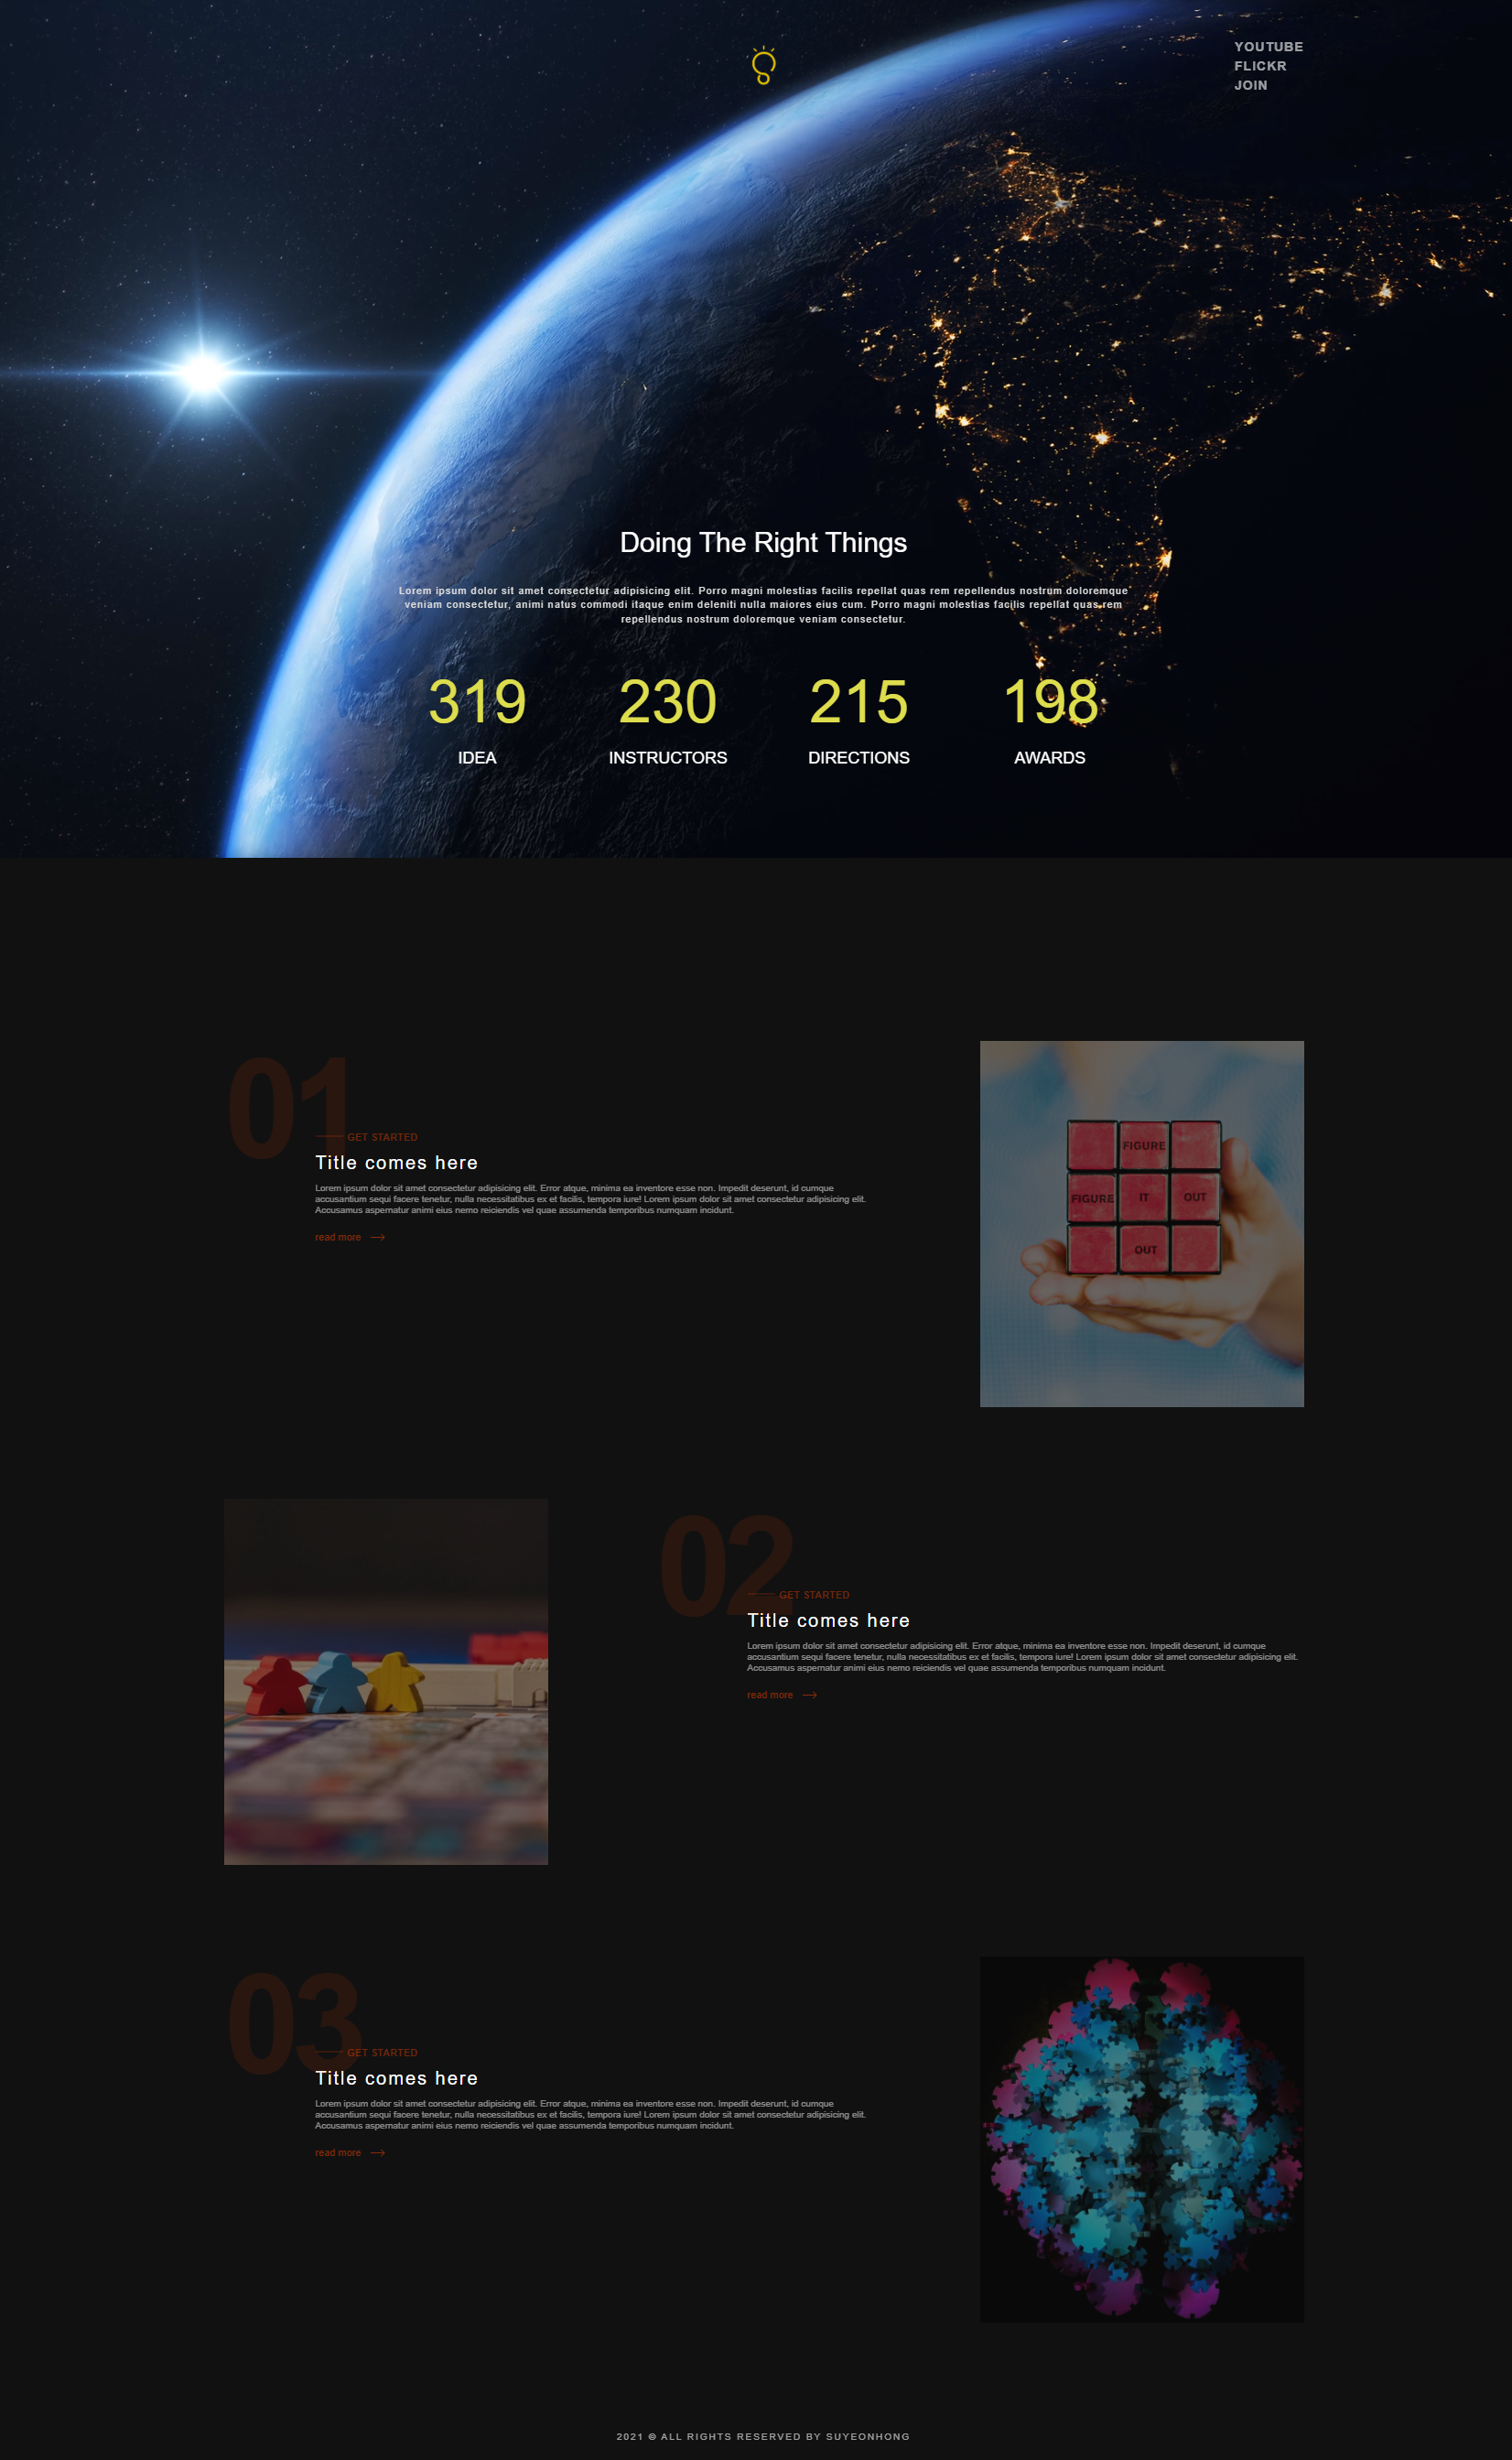 YOUTUBE
FLICKR
JOIN
Doing The Right Things
Lorem ipsum dolor sit amet consectetur adipisicing elit. Porro magni molestias facilis repellat quas rem repellendus nostrum doloremque
veniam consectetur, animi natus commodi itaque enim deleniti nulla maiores eius cum. Porro magni molestias facilis repellat quas rem
repellendus nostrum doloremque veniam consectetur.
319 230 215 198
IDEA INSTRUCTORS DIRECTIONS AWARDS
01
GET STARTED
Title comes here
Lorem ipsum dolor sit amet consectetur adipisicing elit. Error atque, minima ea inventore esse non. Impedit deserunt, id cumque
accusantium sequi facere tenetur, nulla necessitatibus ex et facilis, tempora iure! Lorem ipsum dolor sit amet consectetur adipisicing elit.
Accusamus aspernatur animi eius nemo reiciendis vel quae assumenda temporibus numquam incidunt.
read more
FIGURE
FIGURE IT OUT
OUT
02
GET STARTED
Title comes here
Lorem ipsum dolor sit amet consectetur adipisicing elit. Error atque, minima ea inventore esse non. Impedit deserunt, id cumque
accusantium sequi facere tenetur, nulla necessitatibus ex et facilis, tempora iure! Lorem ipsum dolor sit amet consectetur adipisicing elit.
Accusamus aspernatur animi eius nemo reiciendis vel quae assumenda temporibus numquam incidunt.
read more
03
GET STARTED
Title comes here
Lorem ipsum dolor sit amet consectetur adipisicing elit. Error atque, minima ea inventore esse non. Impedit deserunt, id cumque
accusantium sequi facere tenetur, nulla necessitatibus ex et facilis, tempora iure! Lorem ipsum dolor sit amet consectetur adipisicing elit.
Accusamus aspernatur animi eius nemo reiciendis vel quae assumenda temporibus numquam incidunt.
read more
2021 © ALL RIGHTS RESERVED BY SUYEONHONG